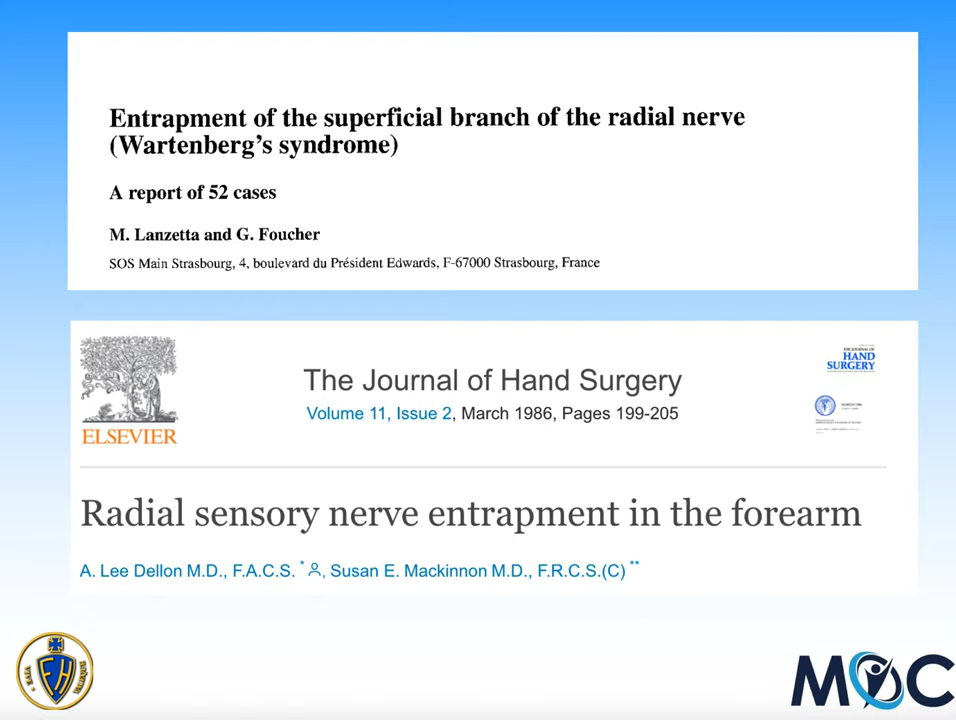 Entrapment of the superficial branch of the radial nerve
(Wartenberg's syndrome)
A report of 52 cases
M. Lanzetta and G. Foucher
SOS Main Strasbourg, 4, boulevard du Président Edwards, F-67000 Strasbourg, France
ELSEVIER
The Journal of Hand Surgery
Volume 11, Issue 2, March 1986, Pages 199-205
THE JOURNAL OF
HAND
SURGERY
Radial sensory nerve entrapment in the forearm
A. Lee Dellon M.D., F.A.C.S. *, Susan E. Mackinnon M.D., F.R.C.S.(C) **
FH
MOC